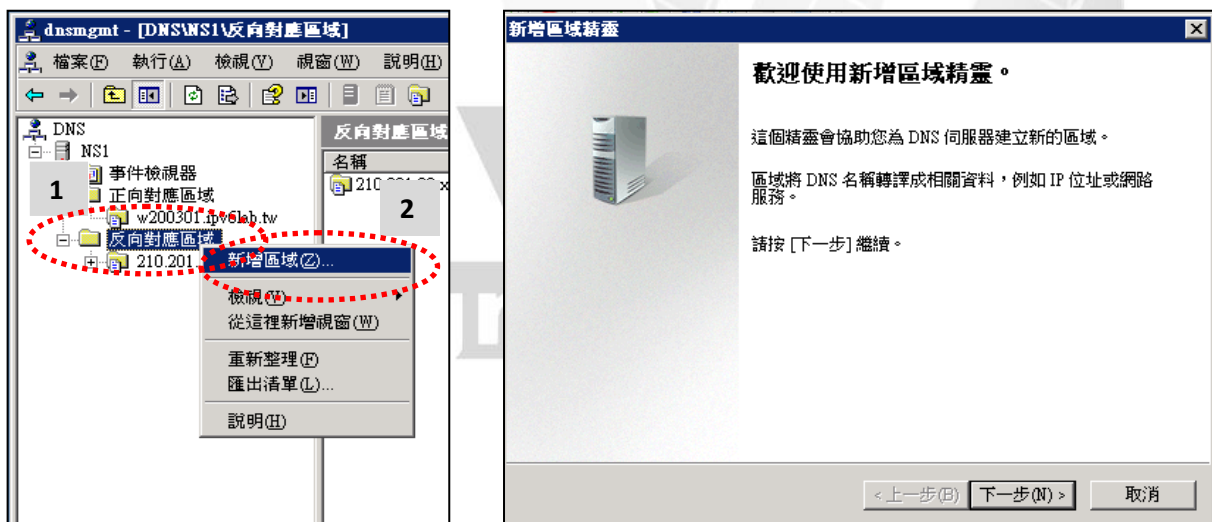 dnsmgmt - [DNS\NS1\反向對應區域]
檔案(F) 執行(A) 檢視(V) 視窗(W) 說明(H)
DNS
NS1
事件檢視器
正向對應區域
w200301.ipv6lab.tw
反向對應區域
210.201
反向對應區域
名稱
1
2
新增區域(Z)...
檢視(V)
從這裡新增視窗(W)
重新整理(F)
匯出清單(L)...
說明(H)
新增區域精靈
歡迎使用新增區域精靈。
這個精靈會協助您為 DNS 伺服器建立新的區域。
區域將 DNS 名稱轉譯成相關資料，例如 IP 位址或網路
服務。
請按 [下一步] 繼續。
<上一步(B) 下一步(N) > 取消